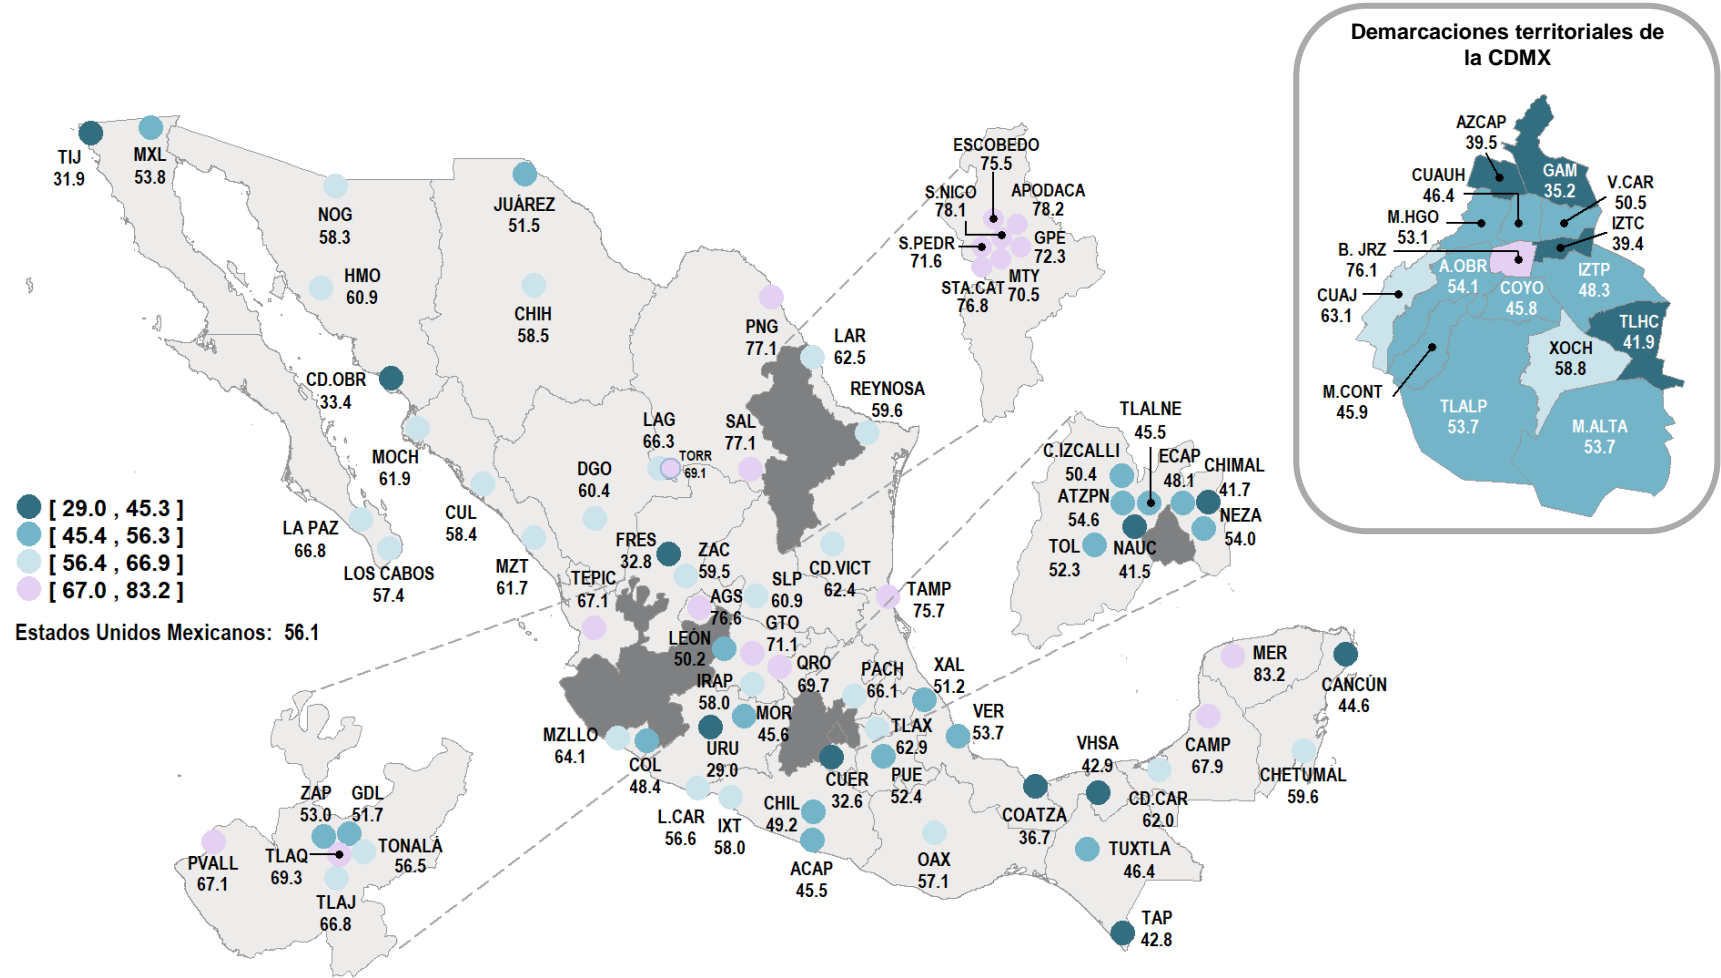 Demarcaciones territoriales de
la CDMX
AZCAP
39.5
GAM
35.2
CUAUH
46.4
V.CAR
50.5
M.HGO
53.1
IZTC
39.4
B. JRZ
76.1
A.OBR
54.1
IZTP
48.3
COYO
45.8
CUAJ
63.1
TLHC
41.9
XOCH
58.8
M.CONT
45.9
TLALP
53.7
M.ALTA
53.7
TIJ
31.9
MXL
53.8
NOG
58.3
JUÁREZ
51.5
HMO
60.9
CHIH
58.5
CD.OBR
33.4
MOCH
61.9
CUL
58.4
LA PAZ
66.8
LOS CABOS
57.4
MZT
61.7
DGO
60.4
LAG
66.3
TORR
69.1
SAL
77.1
PNG
77.1
LAR
62.5
REYNOSA
59.6
ESCOBEDO
75.5
S.NICO
78.1
APODACA
78.2
S.PEDR
71.6
GPE
72.3
STA.CAT
76.8
MTY
70.5
TLALNE
45.5
C.IZCALLI
50.4
ECAP
48.1
CHIMAL
41.7
ATZPN
54.6
NEZA
54.0
TOL
52.3
NAUC
41.5
[ 29.0 , 45.3 ]
[ 45.4 , 56.3 ]
[ 56.4 , 66.9 ]
[ 67.0 , 83.2 ]
Estados Unidos Mexicanos: 56.1
FRES
32.8
ZAC
59.5
TEPIC
67.1
AGS
76.6
SLP
60.9
CD.VICT
62.4
TAMP
75.7
GTO
71.1
LEÓN
50.2
QRO
69.7
IRAP
58.0
PACH
66.1
XAL
51.2
MZLLO
64.1
COL
48.4
URU
29.0
MOR
45.6
TLAX
62.9
VER
53.7
CUER
32.6
PUE
52.4
L.CAR
56.6
IXT
58.0
CHIL
49.2
ACAP
45.5
OAX
57.1
COATZA
36.7
VHSA
42.9
CD.CAR
62.0
TUXTLA
46.4
TAP
42.8
MER
83.2
CANCÚN
44.6
CAMP
67.9
CHETUMAL
59.6
ZAP
53.0
GDL
51.7
PVALL
67.1
TLAQ
69.3
TONALÁ
56.5
TLAJ
66.8